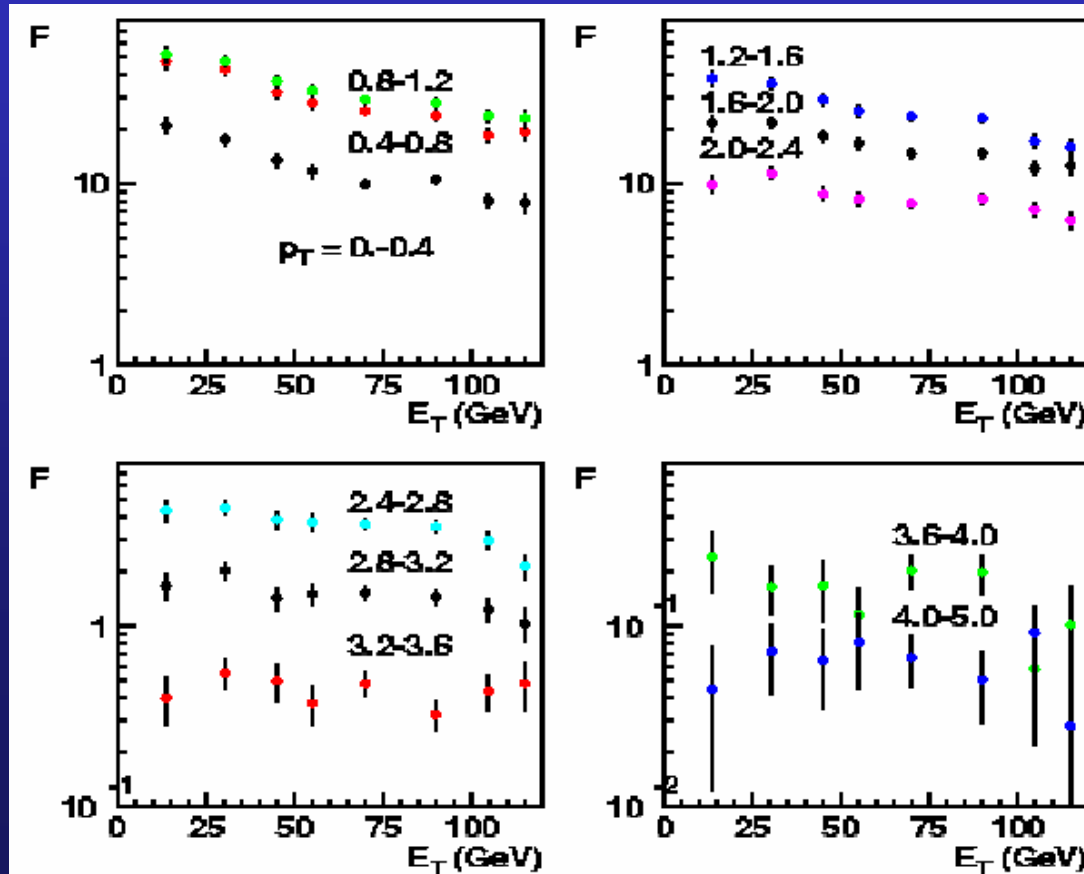 F
0.8-1.2
0.4-0.8
10
p_T = 0.-0.4
1
0 25 50 75 100
E_T (GeV)
F
1.2-1.6
1.6-2.0
2.0-2.4
10
1
0 25 50 75 100
E_T (GeV)
F
2.4-2.8
2.8-3.2
1
3.2-3.6
10^-1
0 25 50 75 100
E_T (GeV)
F
3.6-4.0
10^-1
4.0-5.0
10^-2
0 25 50 75 100
E_T (GeV)